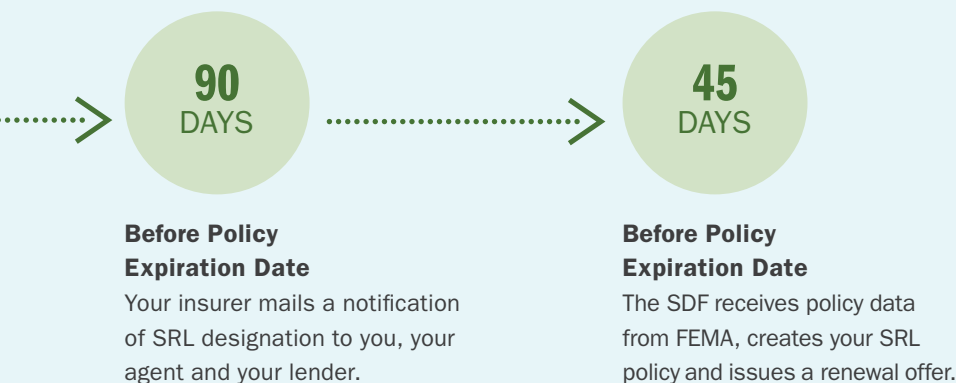 90
DAYS
Before Policy
Expiration Date
Your insurer mails a notification
of SRL designation to you, your
agent and your lender.
45
DAYS
Before Policy
Expiration Date
The SDF receives policy data
from FEMA, creates your SRL
policy and issues a renewal offer.